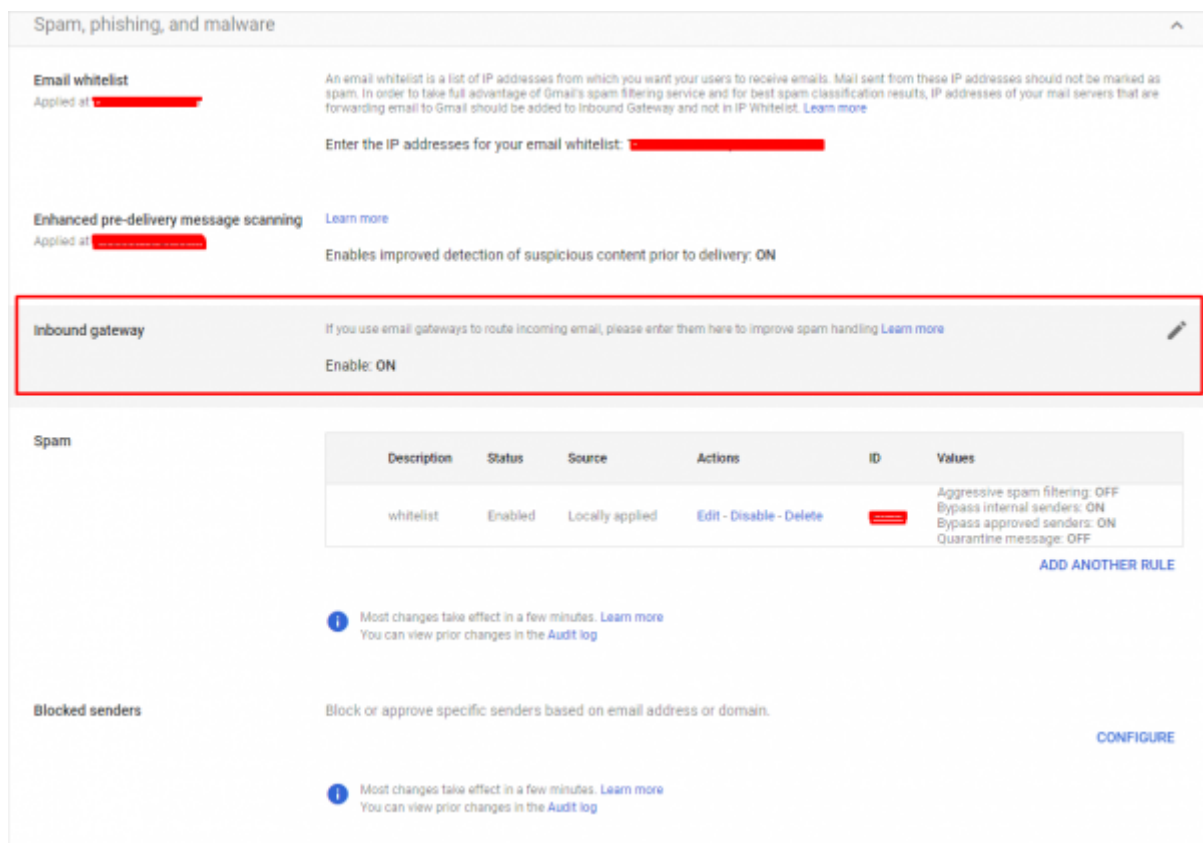 Spam, phishing, and malware
Email whitelist
Applied at
An email whitelist is a list of IP addresses from which you want your users to receive emails. Mail sent from these IP addresses should not be marked as
spam. In order to take full advantage of Gmail's spam filtering service and for best spam classification results, IP addresses of your mail servers that are
forwarding email to Gmail should be added to Inbound Gateway and not in IP Whitelist. Learn more
Enter the IP addresses for your email whitelist:
Enhanced pre-delivery message scanning
Applied at
Learn more
Enables improved detection of suspicious content prior to delivery: ON
Inbound gateway
If you use email gateways to route incoming email, please enter them here to improve spam handling Learn more
Enable: ON
Spam
Description Status Source Actions ID Values
whitelist Enabled Locally applied Edit - Disable - Delete
Aggressive spam filtering: OFF
Bypass internal senders: ON
Bypass approved senders: ON
Quarantine message: OFF
ADD ANOTHER RULE
Most changes take effect in a few minutes. Learn more
You can view prior changes in the Audit log
Blocked senders
Block or approve specific senders based on email address or domain.
CONFIGURE
Most changes take effect in a few minutes. Learn more
You can view prior changes in the Audit log